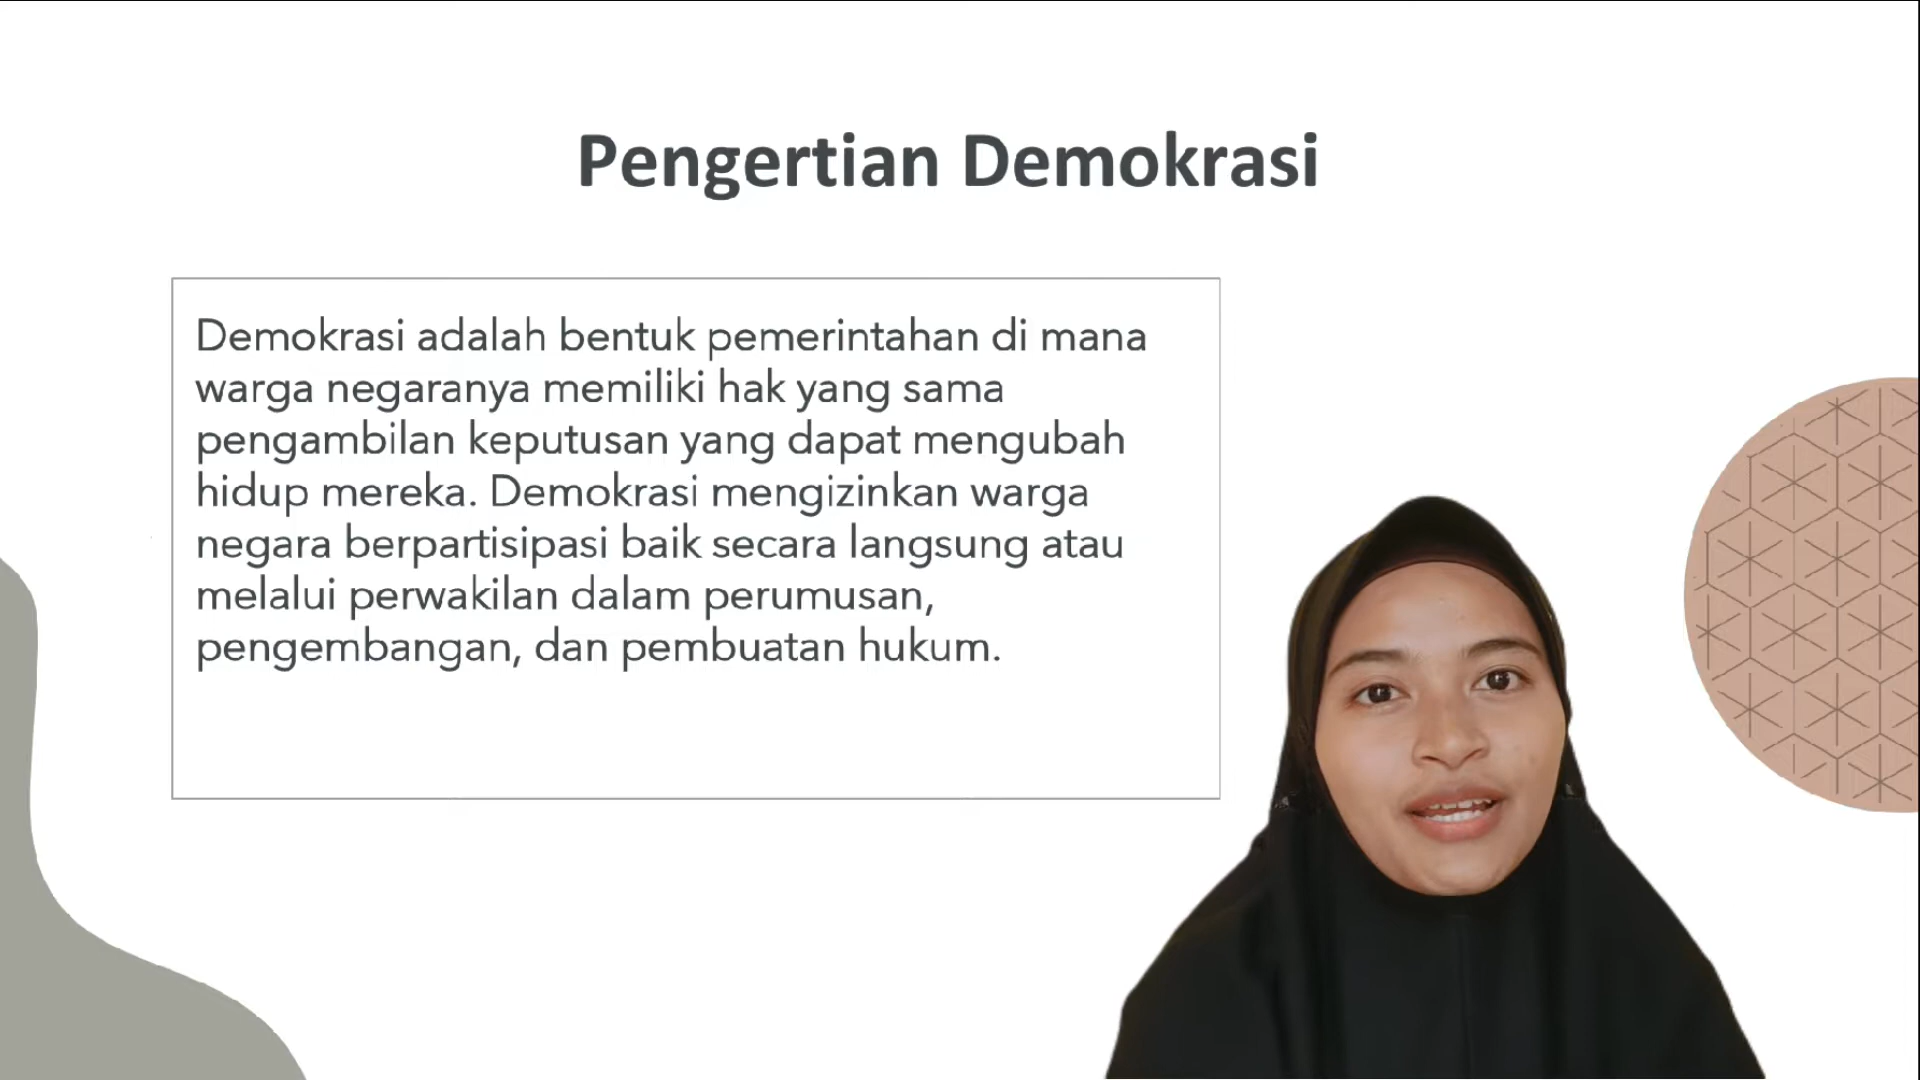 Pengertian Demokrasi
Demokrasi adalah bentuk pemerintahan di mana
warga negaranya memiliki hak yang sama
pengambilan keputusan yang dapat mengubah
hidup mereka. Demokrasi mengizinkan warga
negara berpartisipasi baik secara langsung atau
melalui perwakilan dalam perumusan,
pengembangan, dan pembuatan hukum.